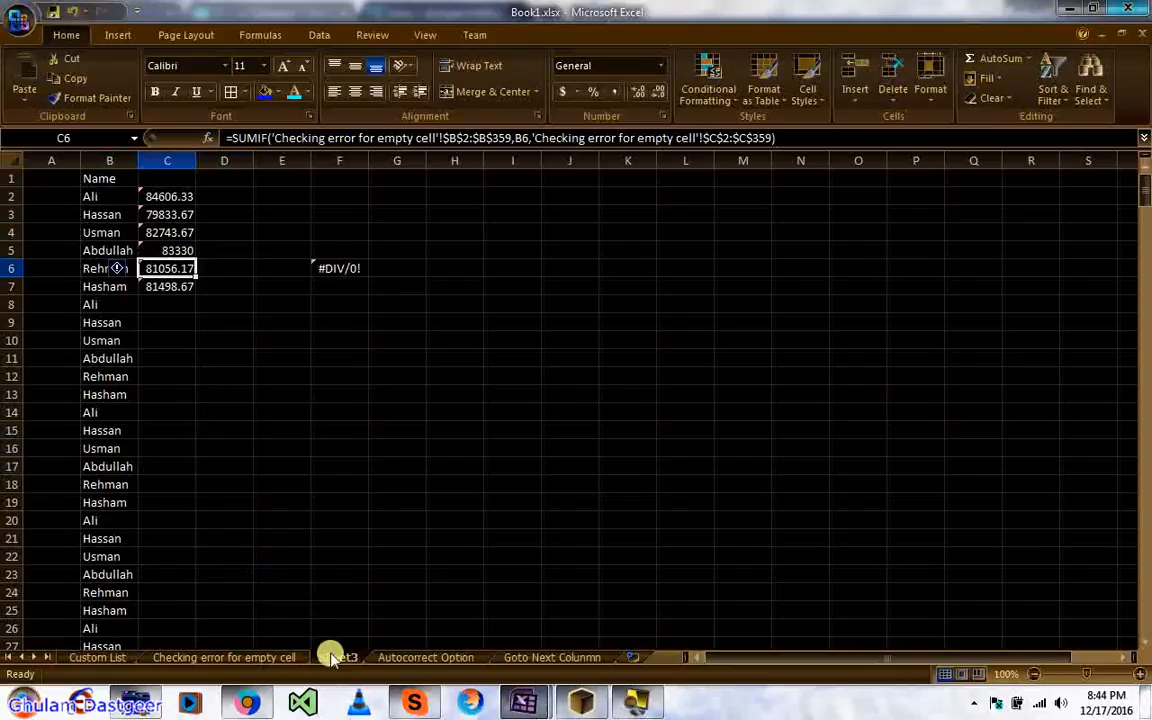 Book1.xlsx - Microsoft Excel
Home Insert Page Layout Formulas Data Review View Team
Cut
Copy
Format Painter
Paste
Clipboard
Calibri 11
B I U
Font
Wrap Text
Merge & Center
Alignment
General
$ % ,
Number
Conditional Formatting
Format as Table
Cell Styles
Styles
Insert Delete Format
Cells
AutoSum
Fill
Clear
Sort & Filter
Find & Select
Editing
C6 fx =SUMIF('Checking error for empty cell'!$B$2:$B$359,B6,'Checking error for empty cell'!$C$2:$C$359)
A B C D E F G H I J K L M N O P Q R S
1 Name
2 Ali 84606.33
3 Hassan 79833.67
4 Usman 82743.67
5 Abdullah 83330
6 81056.17 #DIV/0!
7 Hasham 81498.67
8 Ali
9 Hassan
10 Usman
11 Abdullah
12 Rehman
13 Hasham
14 Ali
15 Hassan
16 Usman
17 Abdullah
18 Rehman
19 Hasham
20 Ali
21 Hassan
22 Usman
23 Abdullah
24 Rehman
25 Hasham
26 Ali
27 Hassan
Custom List Checking error for empty cell Autocorrect Option Goto Next Colunmn
Ready 100%
Ghulam Dastgeer
8:44 PM
12/17/2016